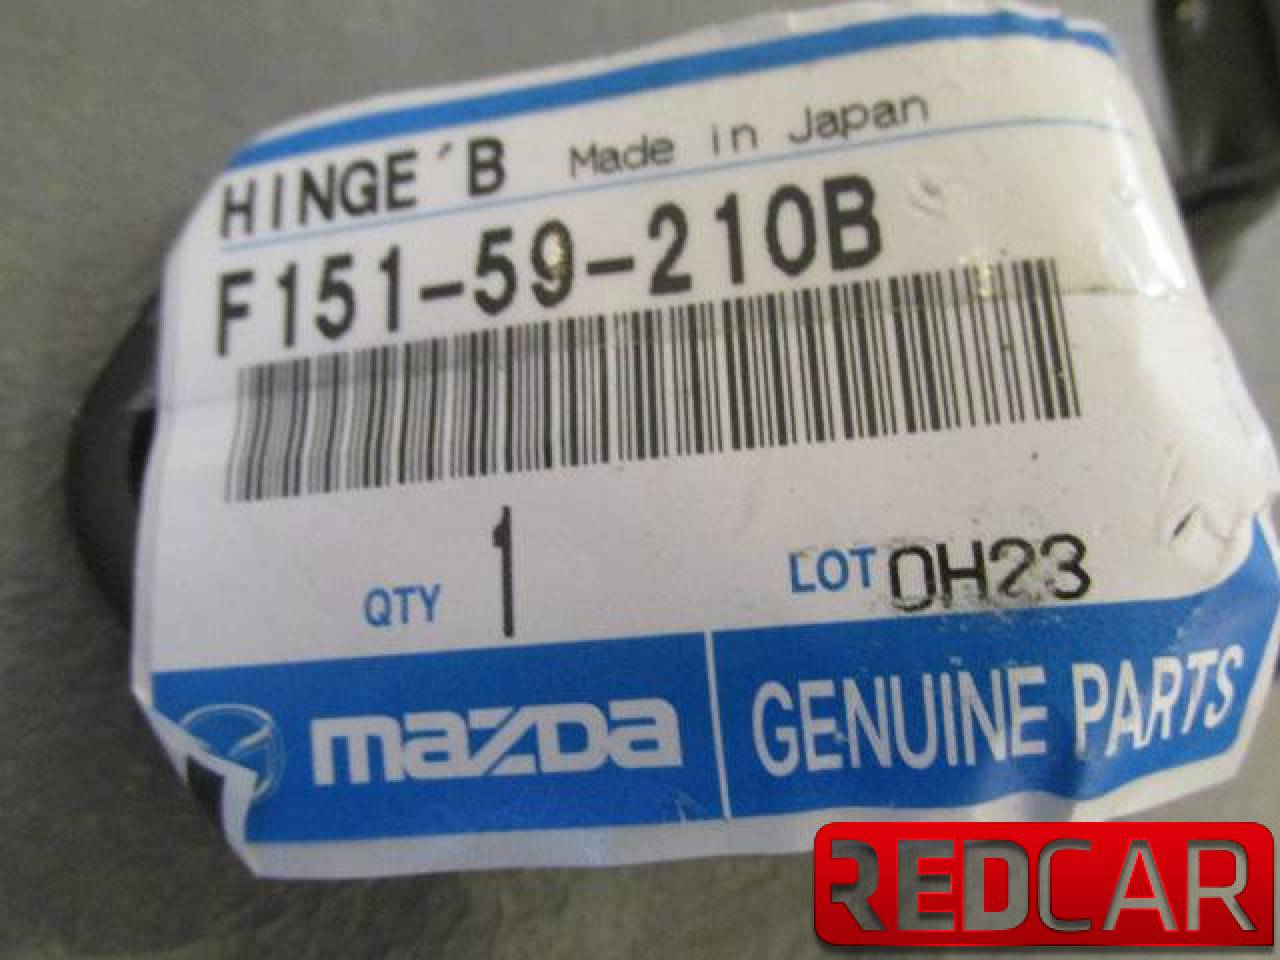 HINGE 'B Made in Japan
F151-59-210B
QTY 1 LOT 0H23
mazda GENUINE PARTS
REDCAR